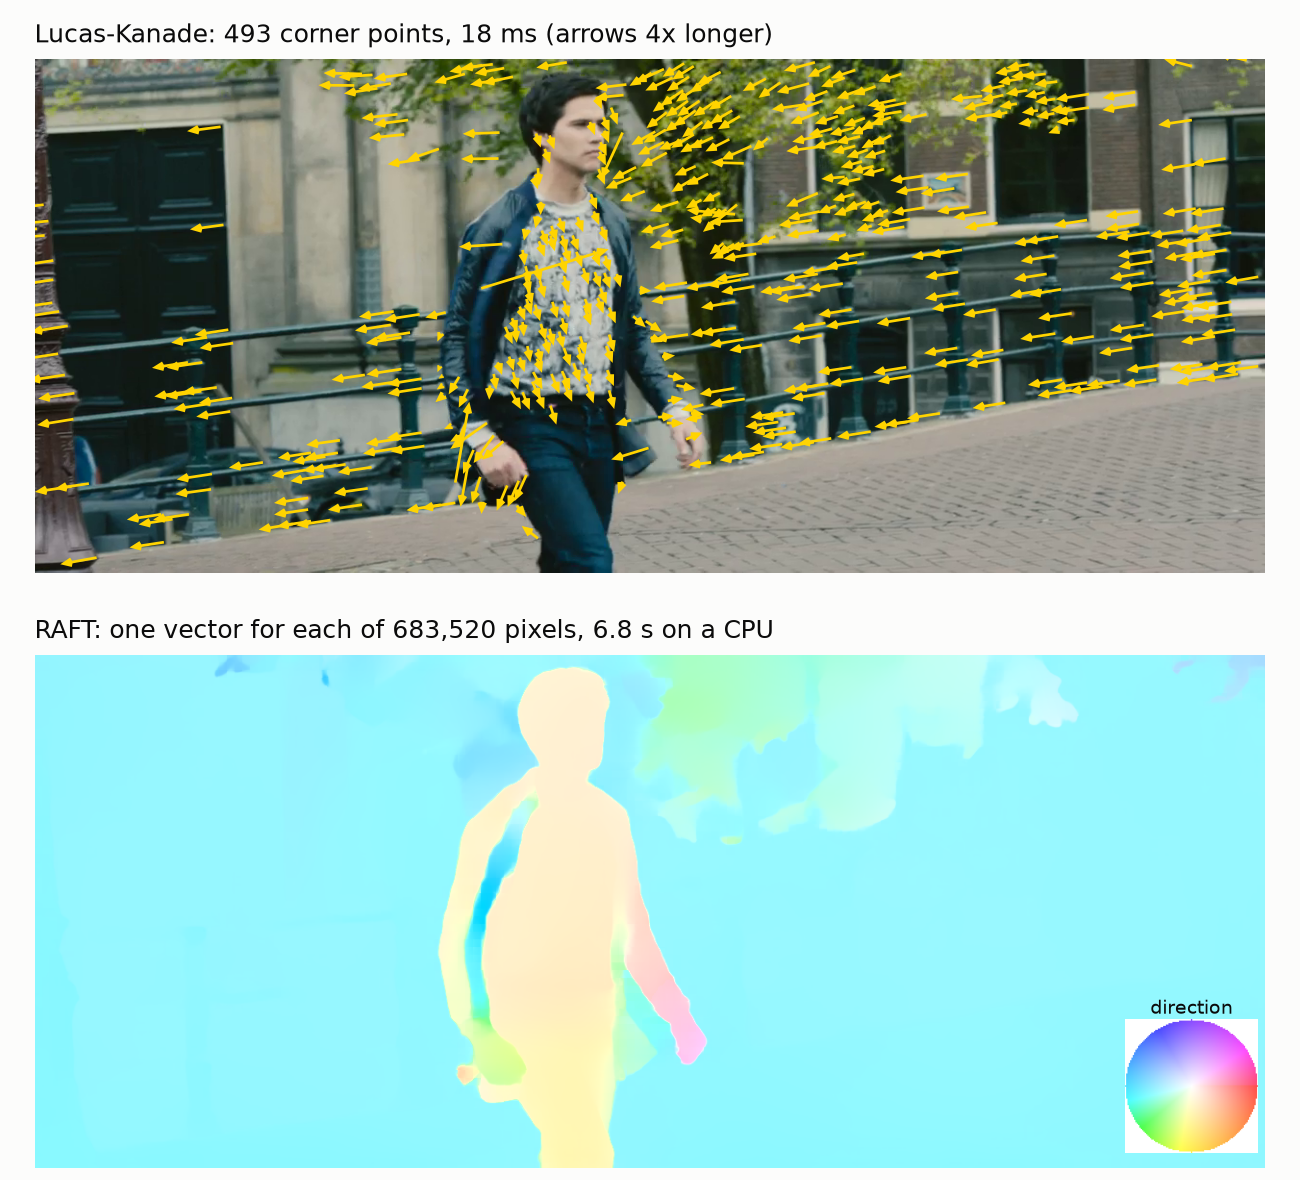 Lucas-Kanade: 493 corner points, 18 ms (arrows 4x longer)
RAFT: one vector for each of 683,520 pixels, 6.8 s on a CPU
direction